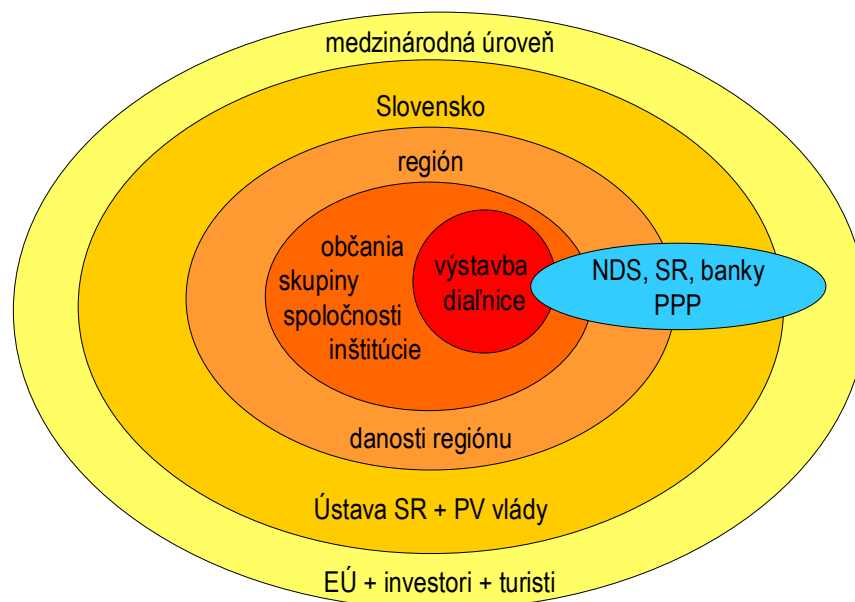 medzinárodná úroveň
Slovensko
región
občania
skupiny
spoločnosti
inštitúcie
výstavba
diaľnice
NDS, SR, banky
PPP
danosti regiónu
Ústava SR + PV vlády
EÚ + investori + turisti